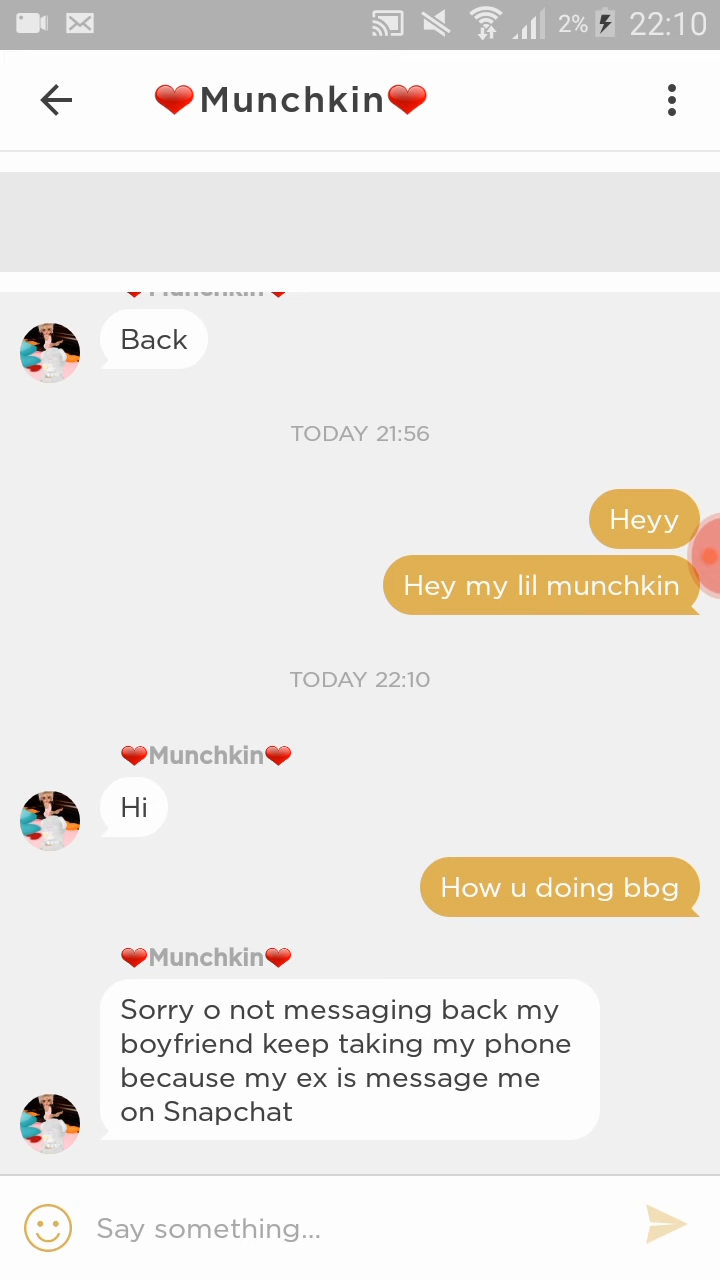 2% 22:10
❤Munchkin❤
❤Munchkin❤
Back
TODAY 21:56
Heyy
Hey my lil munchkin
TODAY 22:10
❤Munchkin❤
Hi
How u doing bbg
❤Munchkin❤
Sorry o not messaging back my
boyfriend keep taking my phone
because my ex is message me
on Snapchat
Say something...